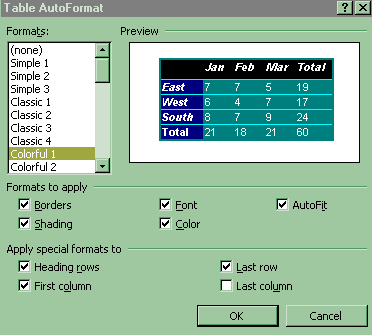 Table AutoFormat
Formats:
Preview
(none)
Simple 1
Simple 2
Simple 3
Classic 1
Classic 2
Classic 3
Classic 4
Colorful 1
Colorful 2
Jan Feb Mar Total
East 7 7 5 19
West 6 4 7 17
South 8 7 9 24
Total 21 18 21 60
Formats to apply
Borders Font AutoFit
Shading Color
Apply special formats to
Heading rows Last row
First column Last column
OK Cancel